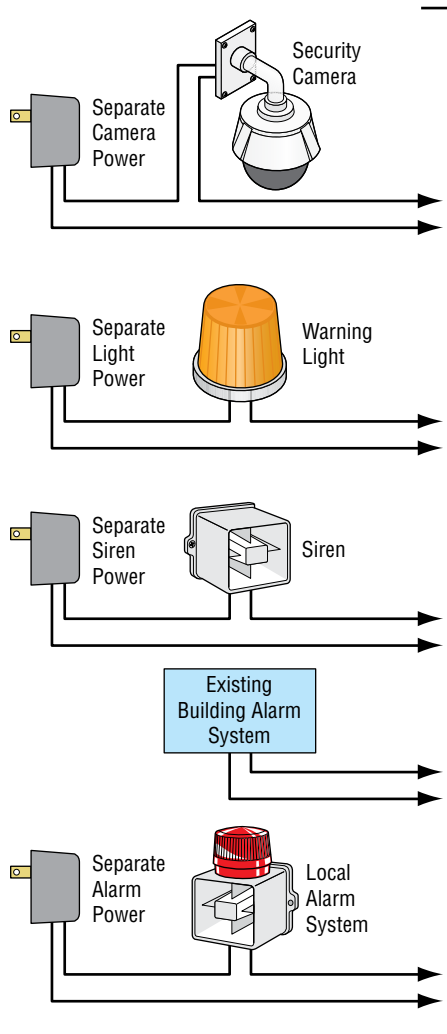 Security
Camera
Separate
Camera
Power
Separate
Light
Power
Warning
Light
Separate
Siren
Power
Siren
Existing
Building Alarm
System
Separate
Alarm
Power
Local
Alarm
System